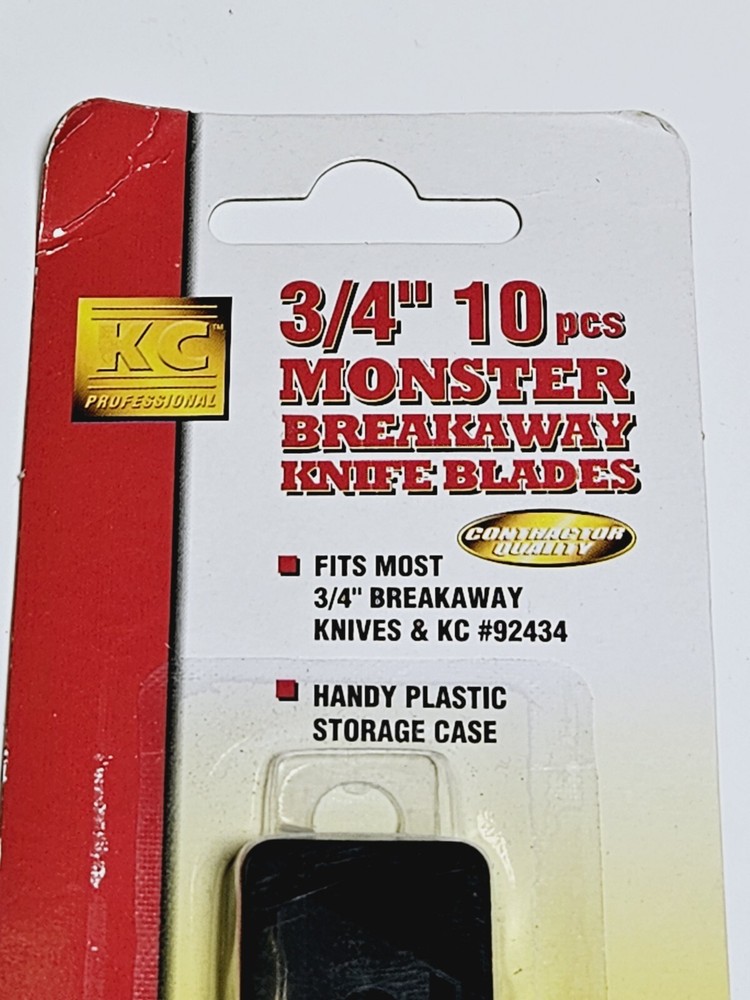 KC™
PROFESSIONAL
3/4" 10 pcs
MONSTER
BREAKAWAY
KNIFE BLADES
CONTRACTOR
QUALITY
FITS MOST
3/4" BREAKAWAY
KNIVES & KC #92434
HANDY PLASTIC
STORAGE CASE